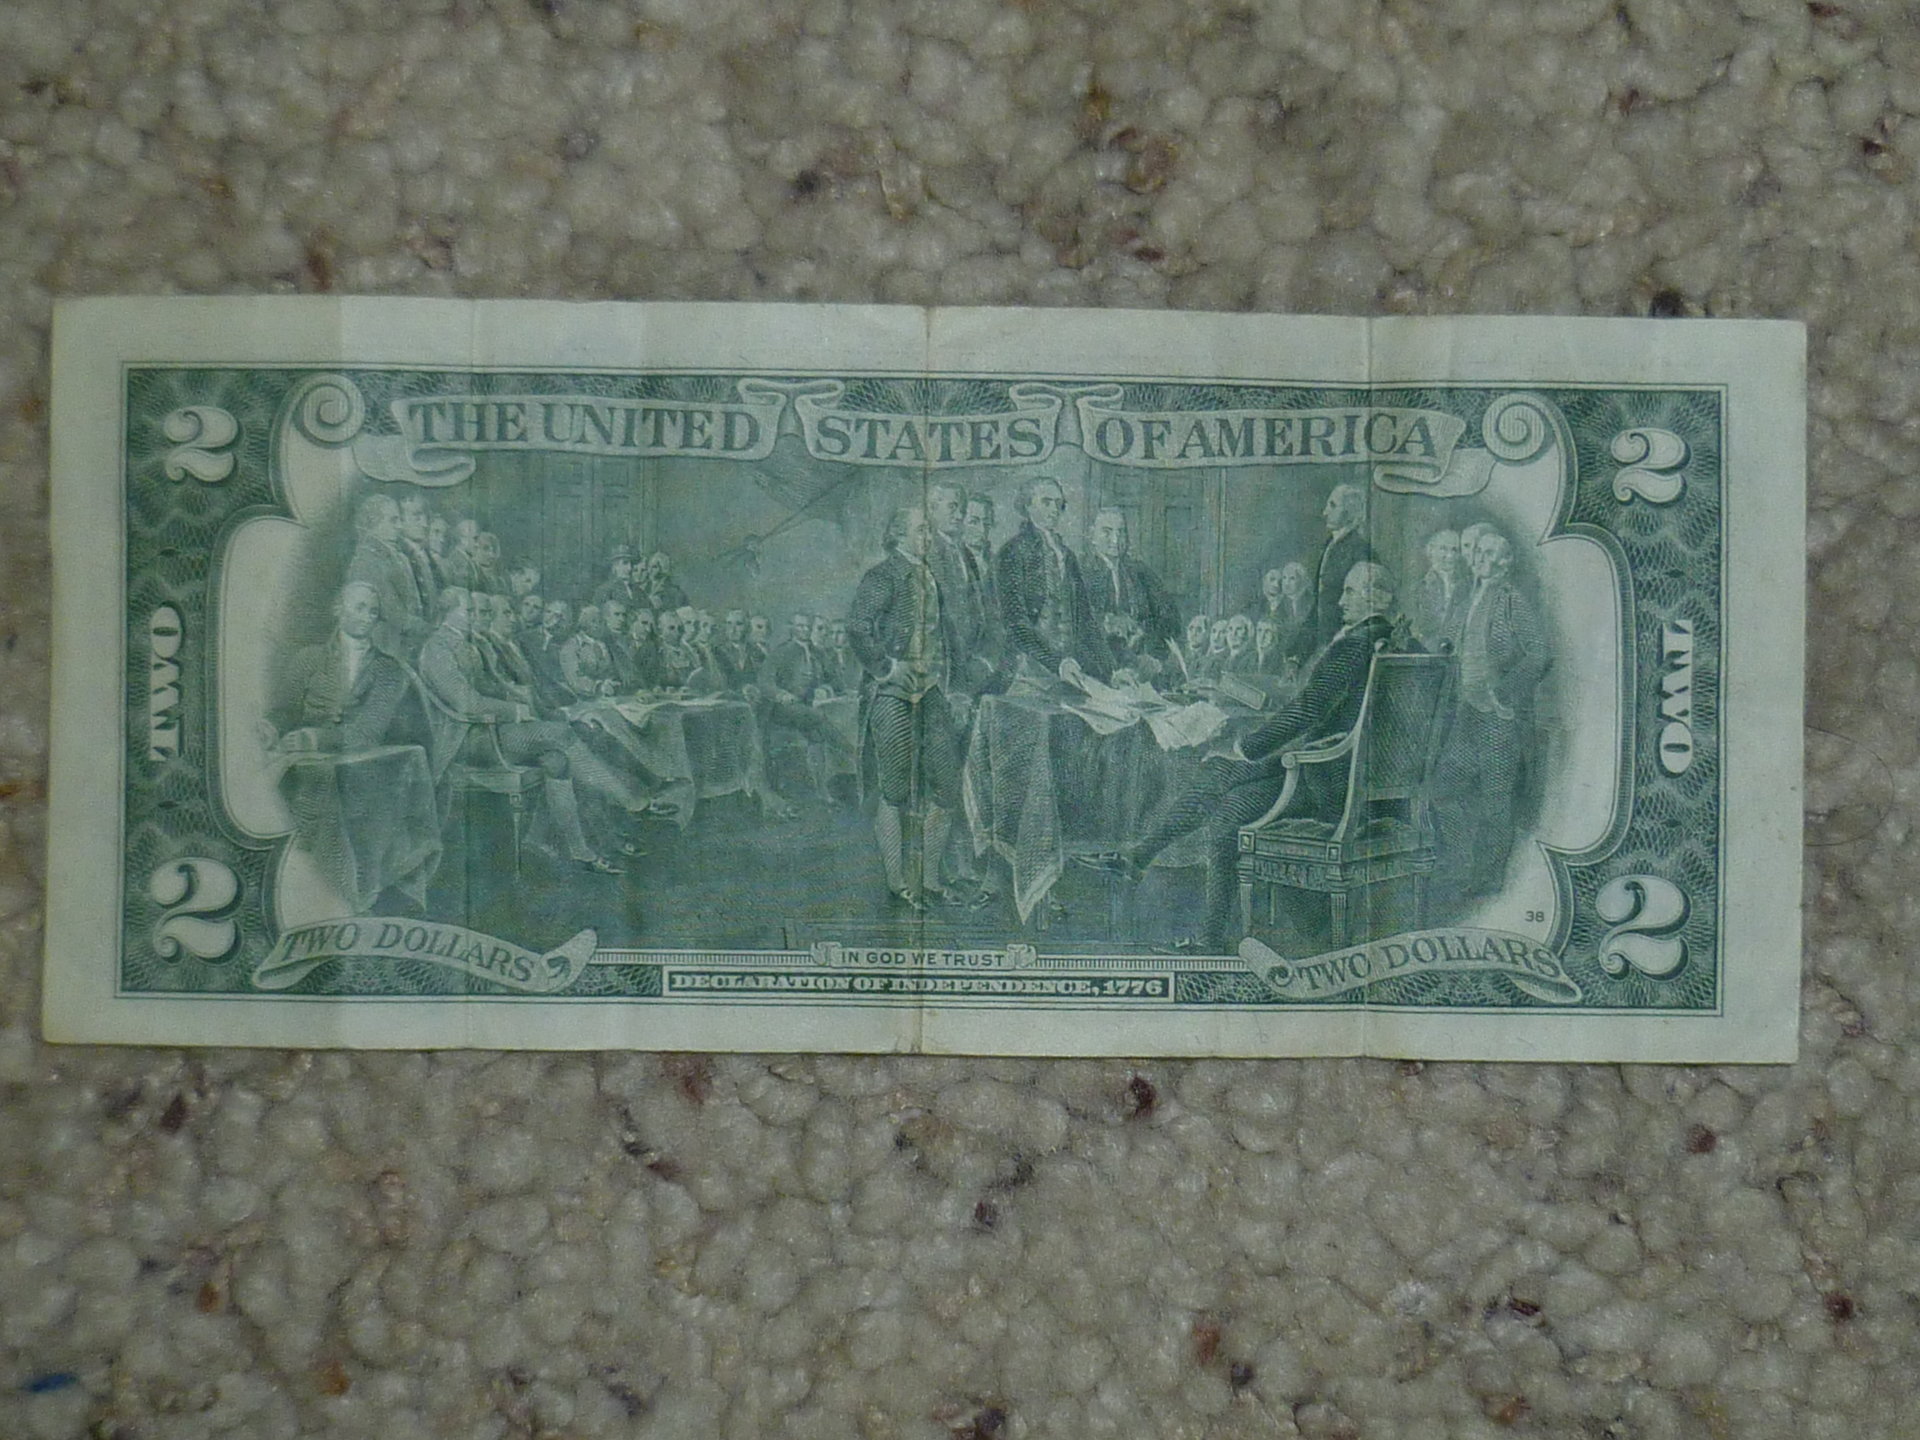 THE UNITED STATES OF AMERICA
2
2
TWO
TWO
2
2
38
TWO DOLLARS
IN GOD WE TRUST
TWO DOLLARS
DECLARATION OF INDEPENDENCE, 1776